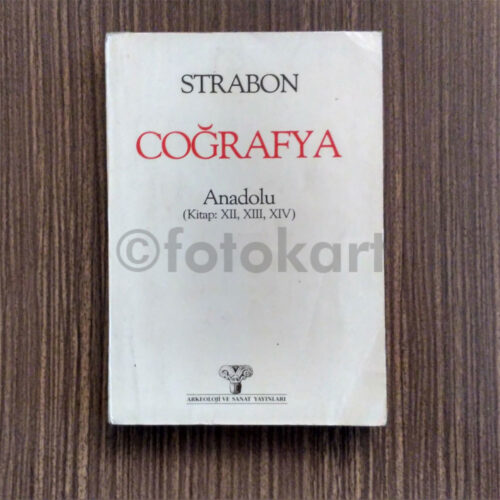 STRABON
COĞRAFYA
Anadolu
(Kitap: XII, XIII, XIV)
©fotokart
ARKEOLOJİ VE SANAT YAYINLARI